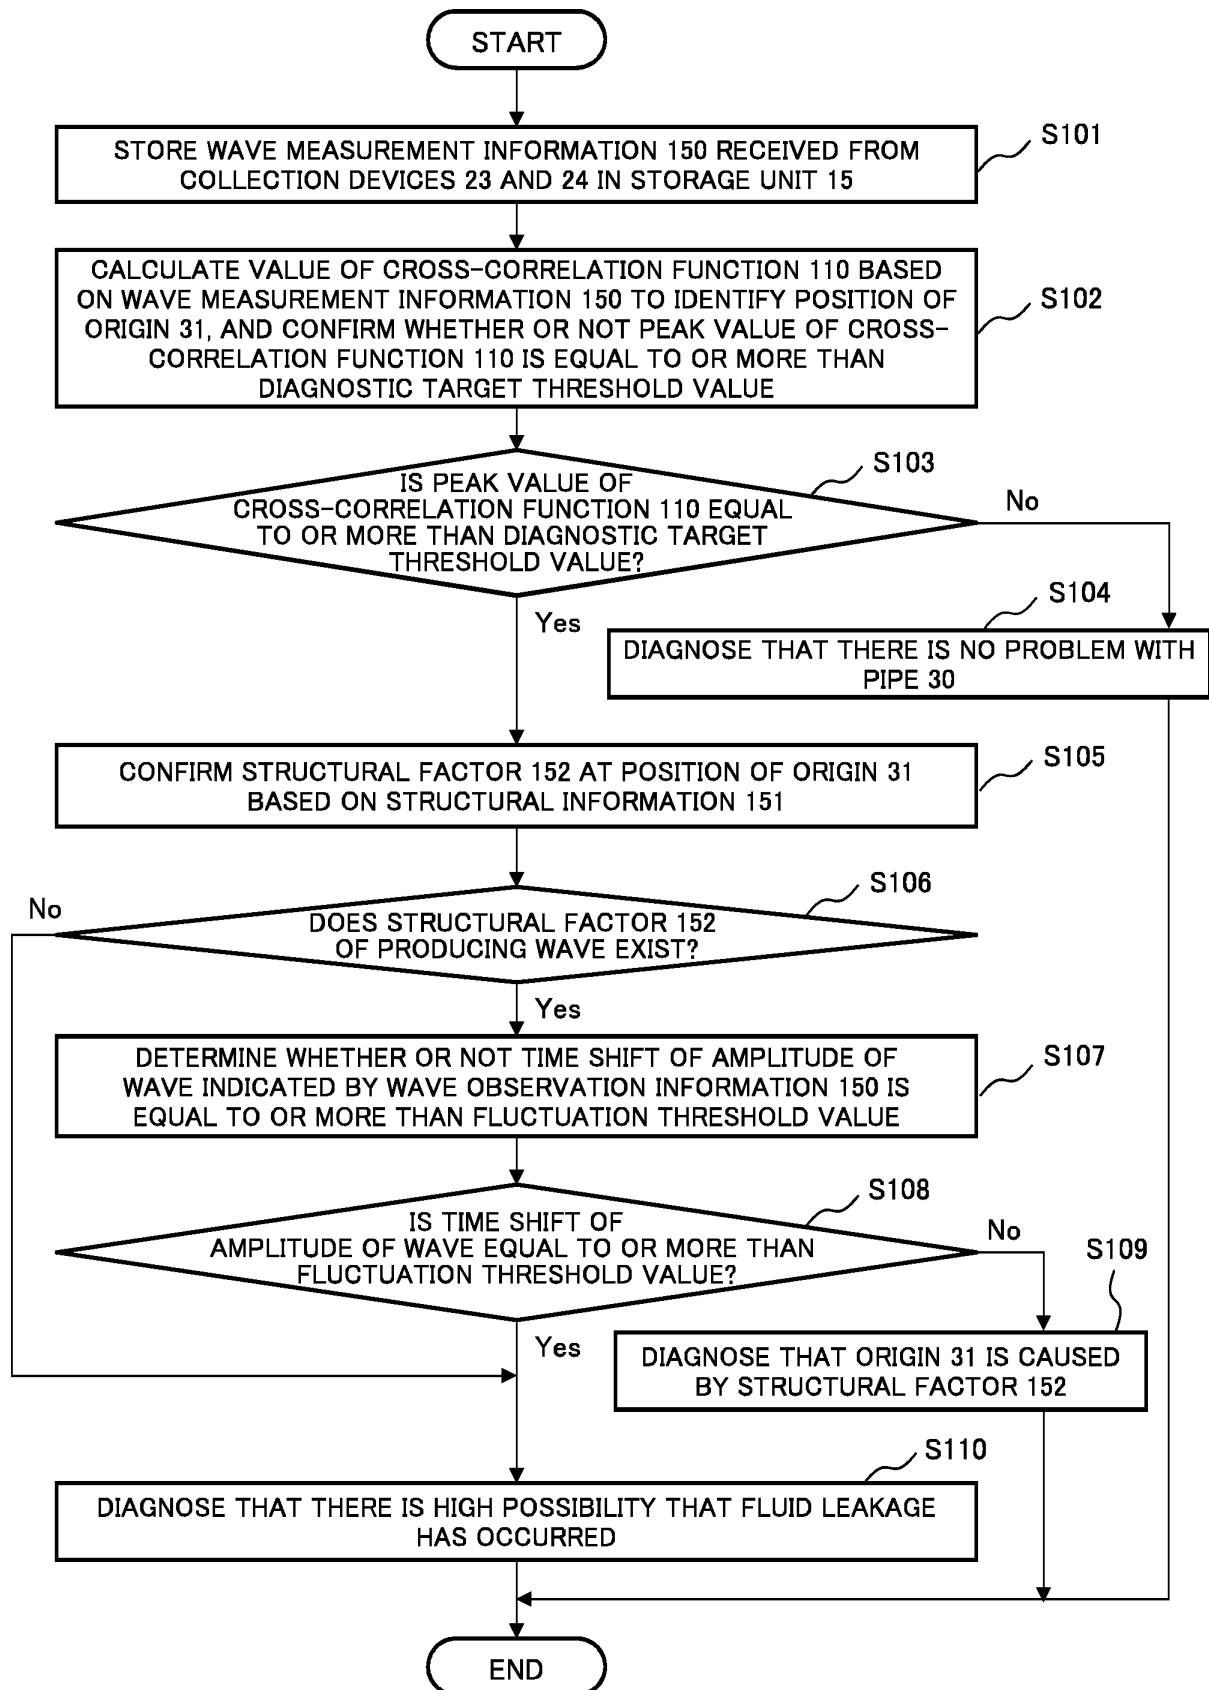 START
S101
STORE WAVE MEASUREMENT INFORMATION 150 RECEIVED FROM
COLLECTION DEVICES 23 AND 24 IN STORAGE UNIT 15
CALCULATE VALUE OF CROSS-CORRELATION FUNCTION 110 BASED
ON WAVE MEASUREMENT INFORMATION 150 TO IDENTIFY POSITION OF
S102
ORIGIN 31, AND CONFIRM WHETHER OR NOT PEAK VALUE OF CROSS-
CORRELATION FUNCTION 110 IS EQUAL TO OR MORE THAN
DIAGNOSTIC TARGET THRESHOLD VALUE
S103
IS PEAK VALUE OF
CROSS-CORRELATION FUNCTION 110 EQUAL
TO OR MORE THAN DIAGNOSTIC TARGET
THRESHOLD VALUE?
No
Yes
S104
DIAGNOSE THAT THERE IS NO PROBLEM WITH
PIPE 30
S105
CONFIRM STRUCTURAL FACTOR 152 AT POSITION OF ORIGIN 31
BASED ON STRUCTURAL INFORMATION 151
S106
No
DOES STRUCTURAL FACTOR 152
OF PRODUCING WAVE EXIST?
Yes
S107
DETERMINE WHETHER OR NOT TIME SHIFT OF AMPLITUDE OF
WAVE INDICATED BY WAVE OBSERVATION INFORMATION 150 IS
EQUAL TO OR MORE THAN FLUCTUATION THRESHOLD VALUE
S108
IS TIME SHIFT OF
AMPLITUDE OF WAVE EQUAL TO OR MORE THAN
FLUCTUATION THRESHOLD VALUE?
No
S109
Yes
DIAGNOSE THAT ORIGIN 31 IS CAUSED
BY STRUCTURAL FACTOR 152
S110
DIAGNOSE THAT THERE IS HIGH POSSIBILITY THAT FLUID LEAKAGE
HAS OCCURRED
END